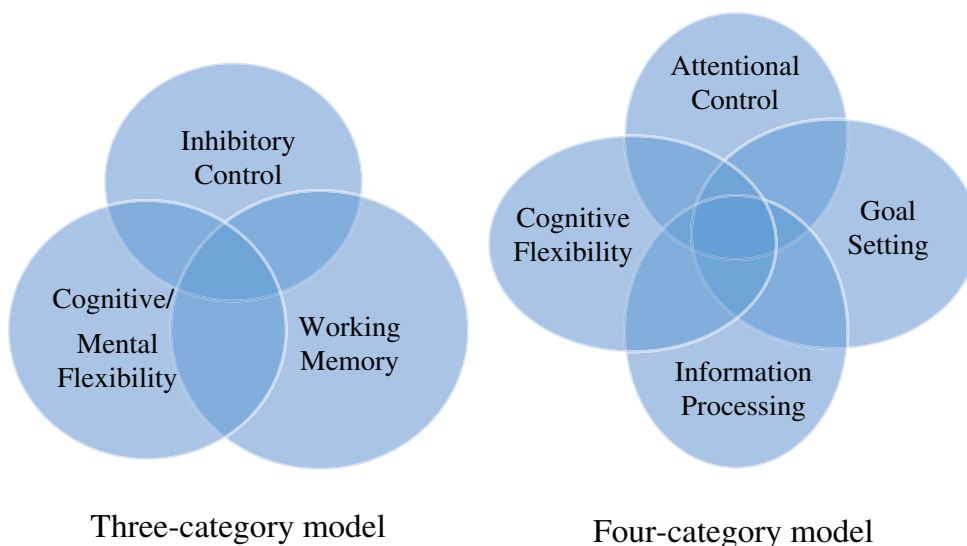 Inhibitory
Control
Cognitive/
Mental
Flexibility
Working
Memory
Three-category model
Attentional
Control
Cognitive
Flexibility
Goal
Setting
Information
Processing
Four-category model